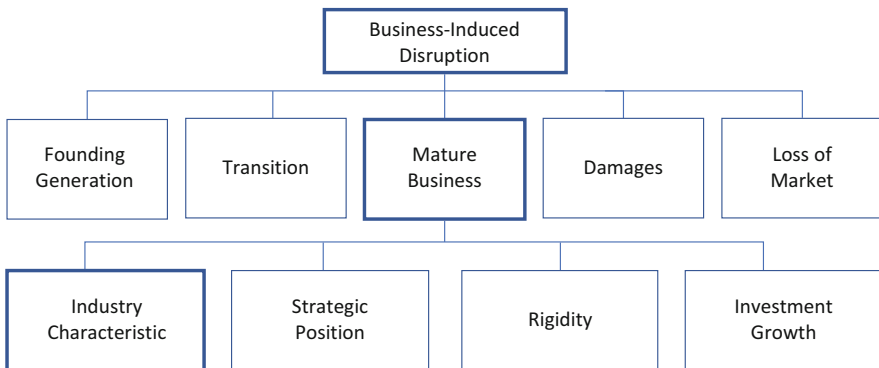 Business-Induced
Disruption
Founding
Generation
Transition
Mature
Business
Damages
Loss of
Market
Industry
Characteristic
Strategic
Position
Rigidity
Investment
Growth